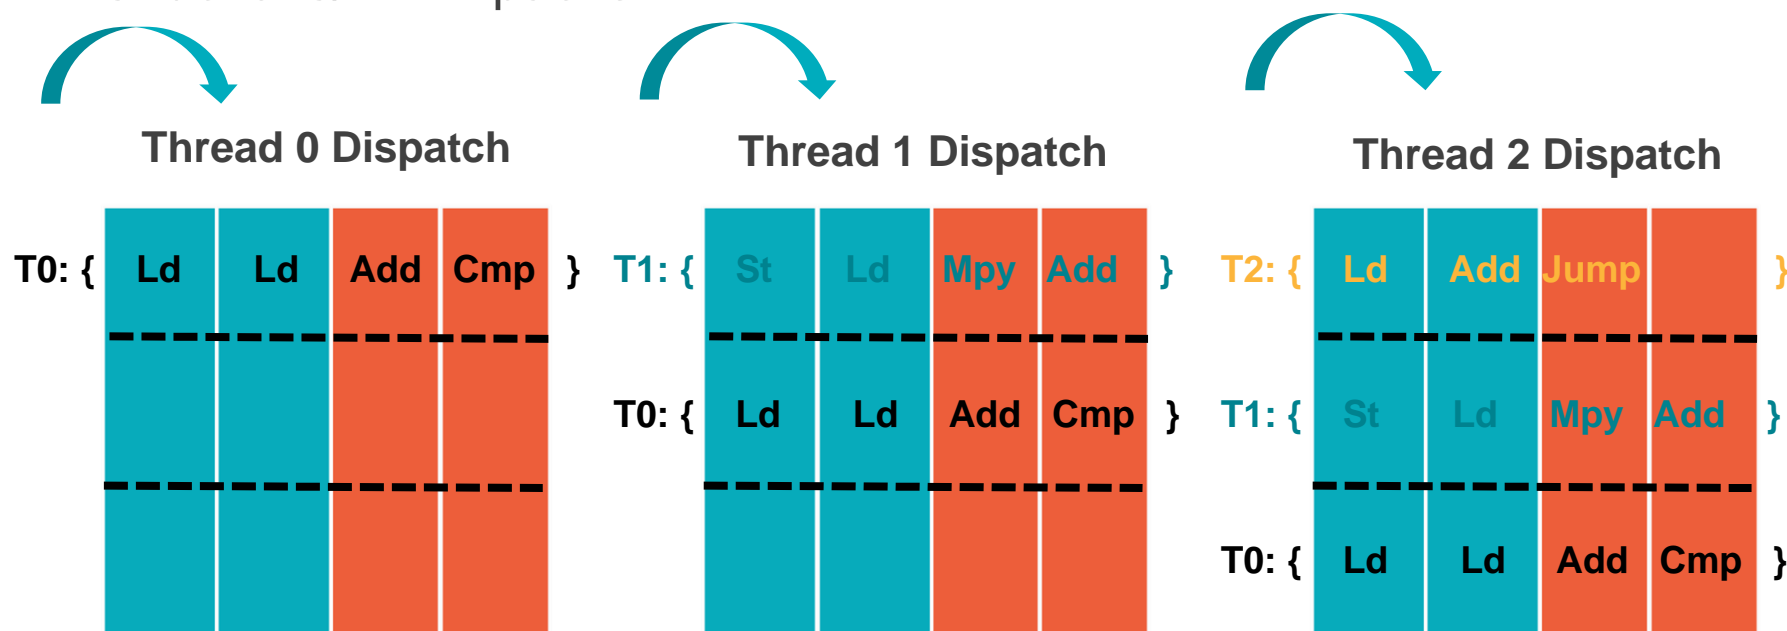 Thread 0 Dispatch
T0: { Ld Ld Add Cmp }
Thread 1 Dispatch
T1: { St Ld Mpy Add }
T0: { Ld Ld Add Cmp }
Thread 2 Dispatch
T2: { Ld Add Jump }
T1: { St Ld Mpy Add }
T0: { Ld Ld Add Cmp }